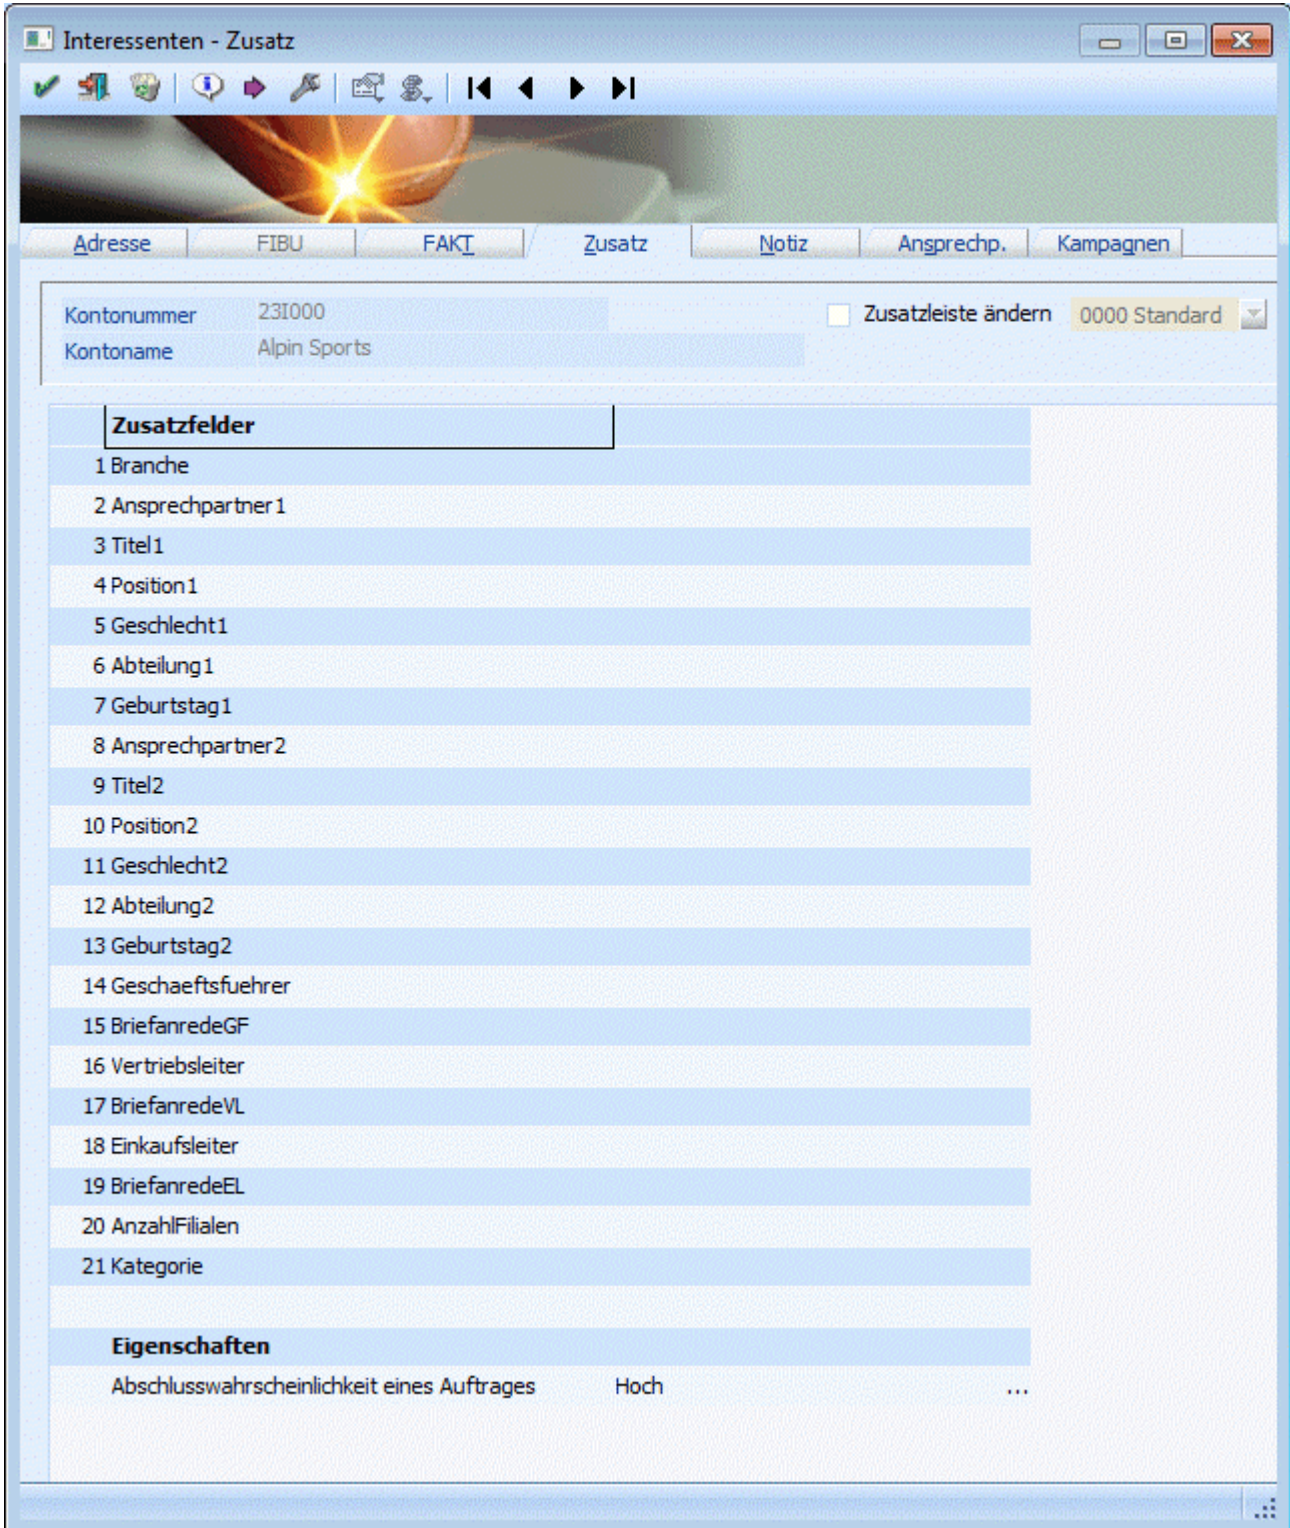 Interessenten - Zusatz
Adresse FIBU FAKT Zusatz Notiz Ansprechp. Kampagnen
Kontonummer 23I000 Zusatzleiste ändern 0000 Standard
Kontoname Alpin Sports
Zusatzfelder
1 Branche
2 Ansprechpartner1
3 Titel1
4 Position1
5 Geschlecht1
6 Abteilung1
7 Geburtstag1
8 Ansprechpartner2
9 Titel2
10 Position2
11 Geschlecht2
12 Abteilung2
13 Geburtstag2
14 Geschaeftsfuehrer
15 BriefanredeGF
16 Vertriebsleiter
17 BriefanredeVL
18 Einkaufsleiter
19 BriefanredeEL
20 AnzahlFilialen
21 Kategorie
Eigenschaften
Abschlusswahrscheinlichkeit eines Auftrages Hoch ...